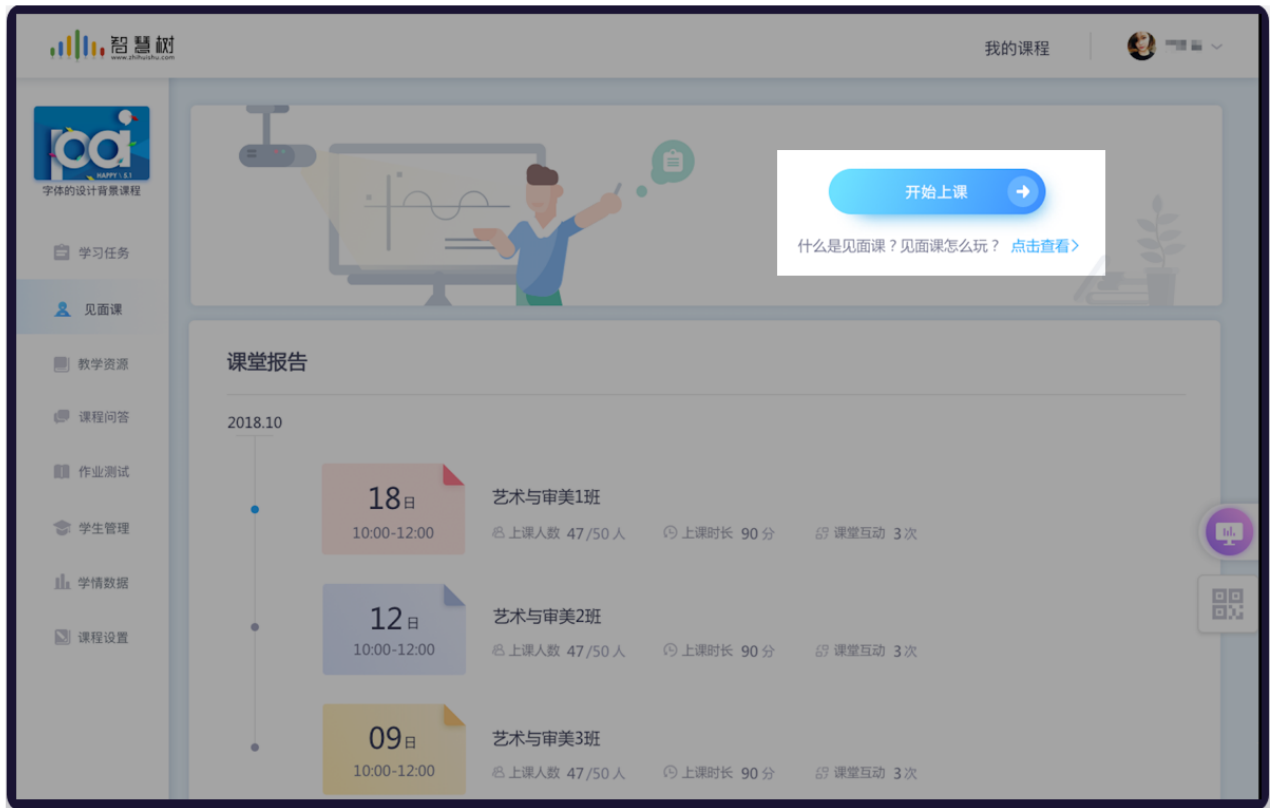 智慧树
www.zhihuishu.com
我的课程
pai
HAPPY \ 5.1
字体的设计背景课程
学习任务
见面课
教学资源
课程问答
作业测试
学生管理
学情数据
课程设置
开始上课
什么是见面课？见面课怎么玩？ 点击查看>
课堂报告
2018.10
18日
10:00-12:00
艺术与审美1班
上课人数 47/50人 上课时长 90分 课堂互动 3次
12日
10:00-12:00
艺术与审美2班
上课人数 47/50人 上课时长 90分 课堂互动 3次
09日
10:00-12:00
艺术与审美3班
上课人数 47/50人 上课时长 90分 课堂互动 3次